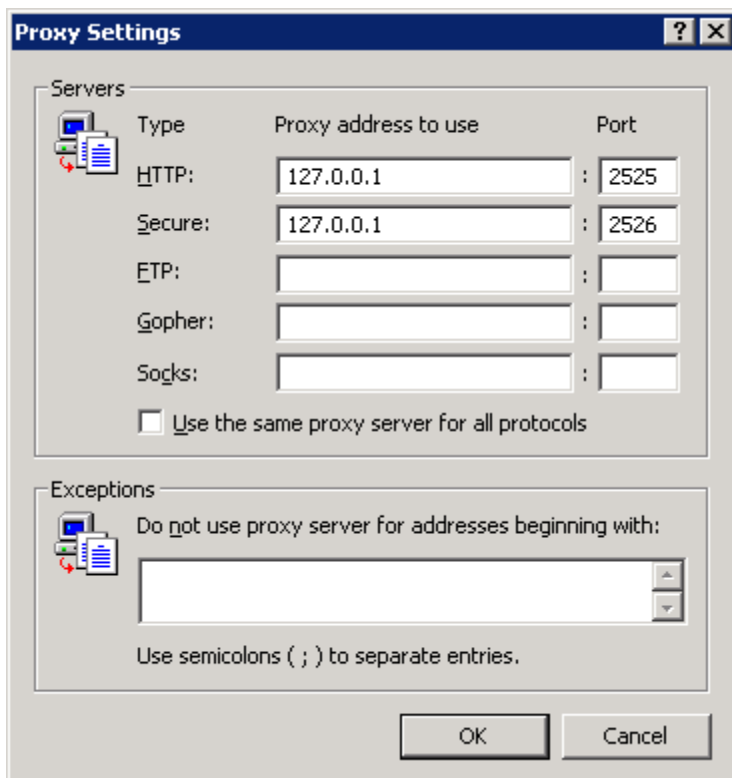 Proxy Settings
Servers
Type Proxy address to use Port
HTTP: 127.0.0.1 : 2525
Secure: 127.0.0.1 : 2526
FTP: :
Gopher: :
Socks: :
Use the same proxy server for all protocols
Exceptions
Do not use proxy server for addresses beginning with:
Use semicolons ( ; ) to separate entries.
OK Cancel